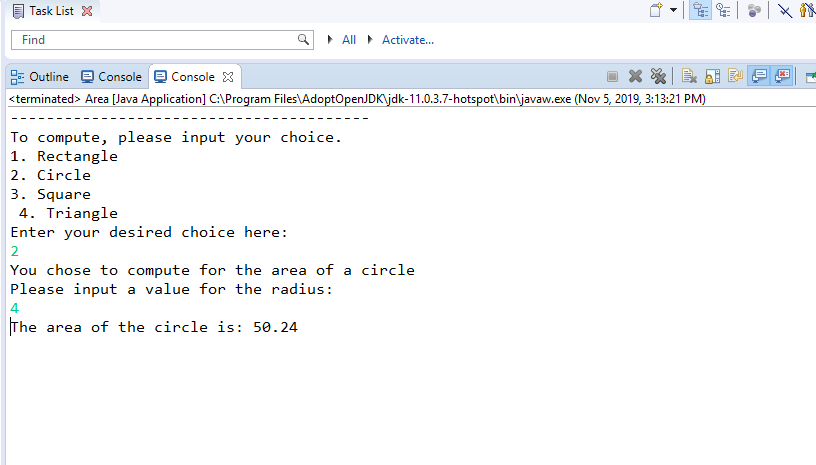 Task List
Find
All
Activate...
Outline Console Console
<terminated> Area [Java Application] C:\Program Files\AdoptOpenJDK\jdk-11.0.3.7-hotspot\bin\javaw.exe (Nov 5, 2019, 3:13:21 PM)
----------------------------------------
To compute, please input your choice.
1. Rectangle
2. Circle
3. Square
 4. Triangle
Enter your desired choice here:
2
You chose to compute for the area of a circle
Please input a value for the radius:
4
The area of the circle is: 50.24